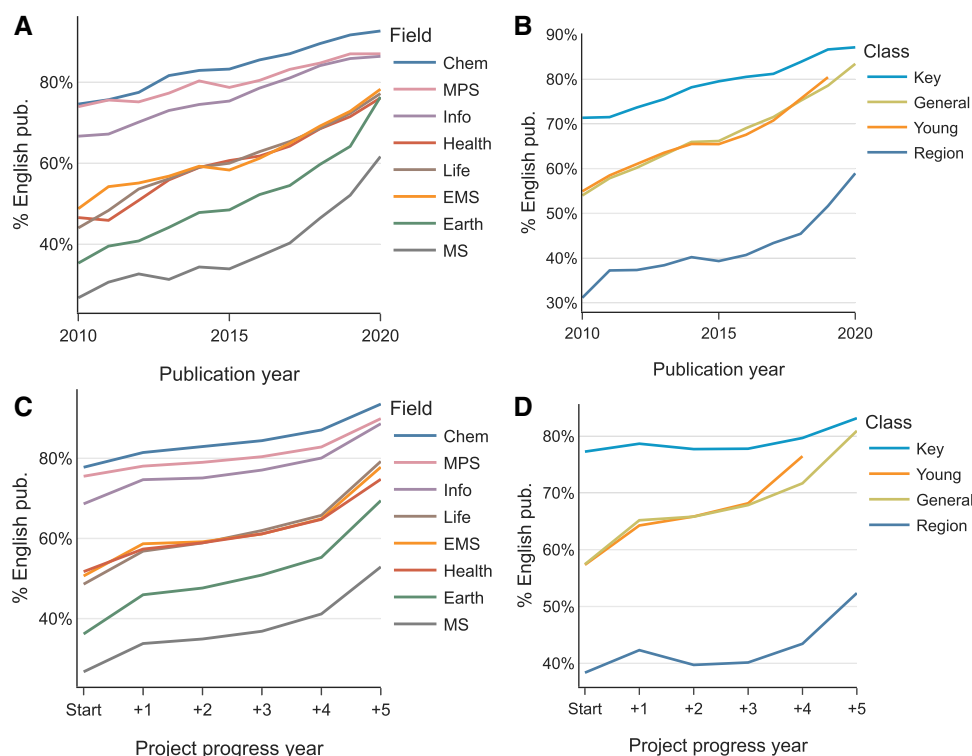 A
Field
Chem
MPS
Info
Health
Life
EMS
Earth
MS
% English pub.
80%
60%
40%
2010
2015
2020
Publication year
B
Class
Key
General
Young
Region
% English pub.
90%
80%
70%
60%
50%
40%
30%
2010
2015
2020
Publication year
C
Field
Chem
MPS
Info
Life
EMS
Health
Earth
MS
% English pub.
80%
60%
40%
Start
+1
+2
+3
+4
+5
Project progress year
D
Class
Key
Young
General
Region
% English pub.
80%
70%
60%
50%
40%
Start
+1
+2
+3
+4
+5
Project progress year